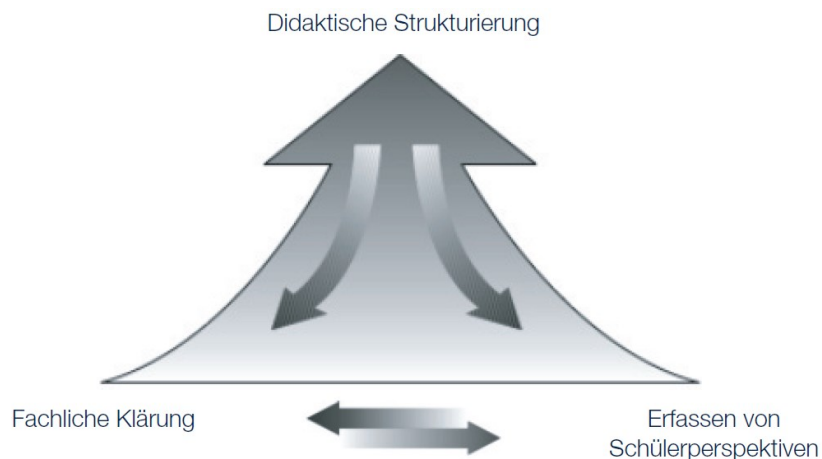 Didaktische Strukturierung
Fachliche Klärung
Erfassen von
Schülerperspektiven